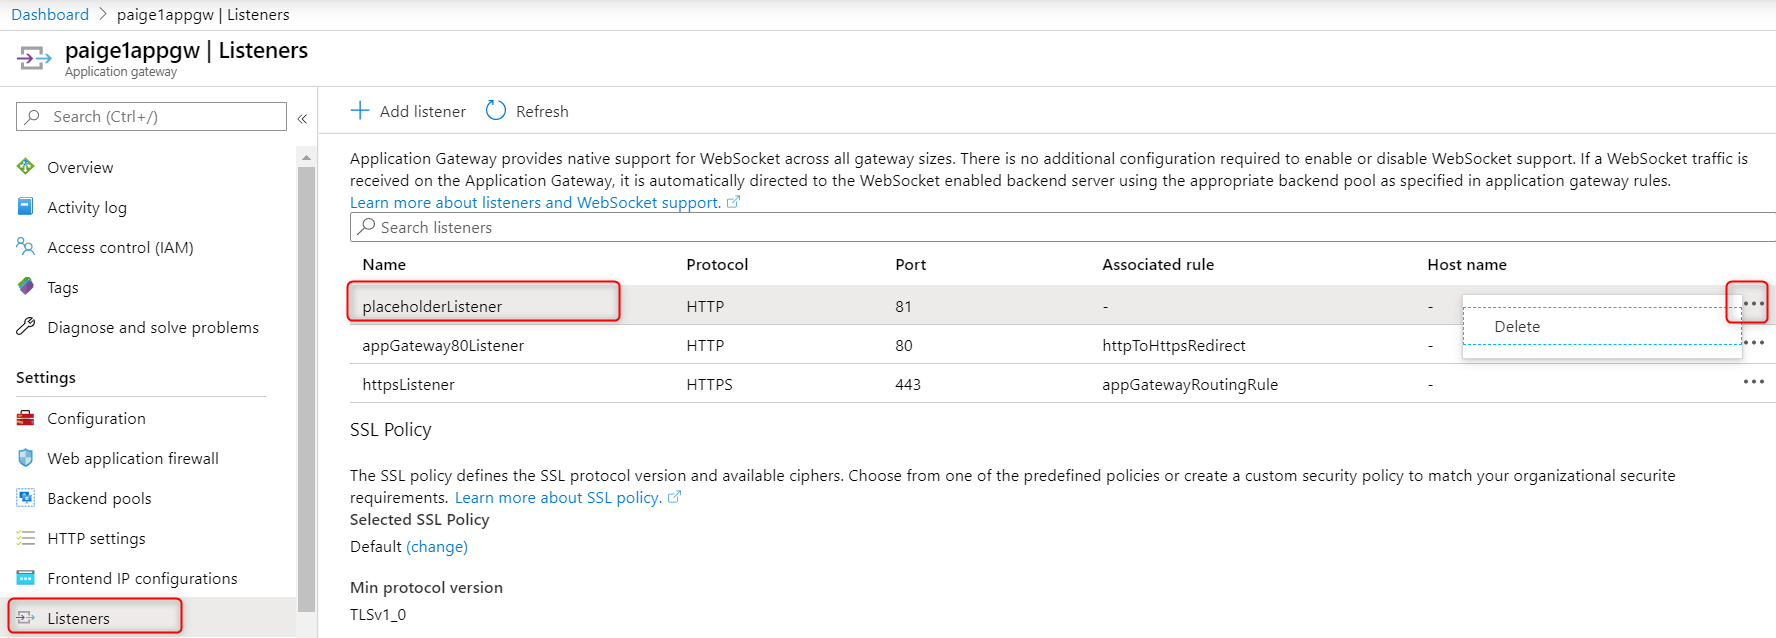 Dashboard > paige1appgw | Listeners
paige1appgw | Listeners
Application gateway
Search (Ctrl+/)
«
Overview
Activity log
Access control (IAM)
Tags
Diagnose and solve problems
Settings
Configuration
Web application firewall
Backend pools
HTTP settings
Frontend IP configurations
Listeners
Add listener Refresh
Application Gateway provides native support for WebSocket across all gateway sizes. There is no additional configuration required to enable or disable WebSocket support. If a WebSocket traffic is
received on the Application Gateway, it is automatically directed to the WebSocket enabled backend server using the appropriate backend pool as specified in application gateway rules.
Learn more about listeners and WebSocket support.
Search listeners
Name Protocol Port Associated rule Host name
placeholderListener HTTP 81 - - ...
Delete
appGateway80Listener HTTP 80 httpToHttpsRedirect - ...
httpsListener HTTPS 443 appGatewayRoutingRule - ...
SSL Policy
The SSL policy defines the SSL protocol version and available ciphers. Choose from one of the predefined policies or create a custom security policy to match your organizational securite
requirements. Learn more about SSL policy.
Selected SSL Policy
Default (change)
Min protocol version
TLSv1_0